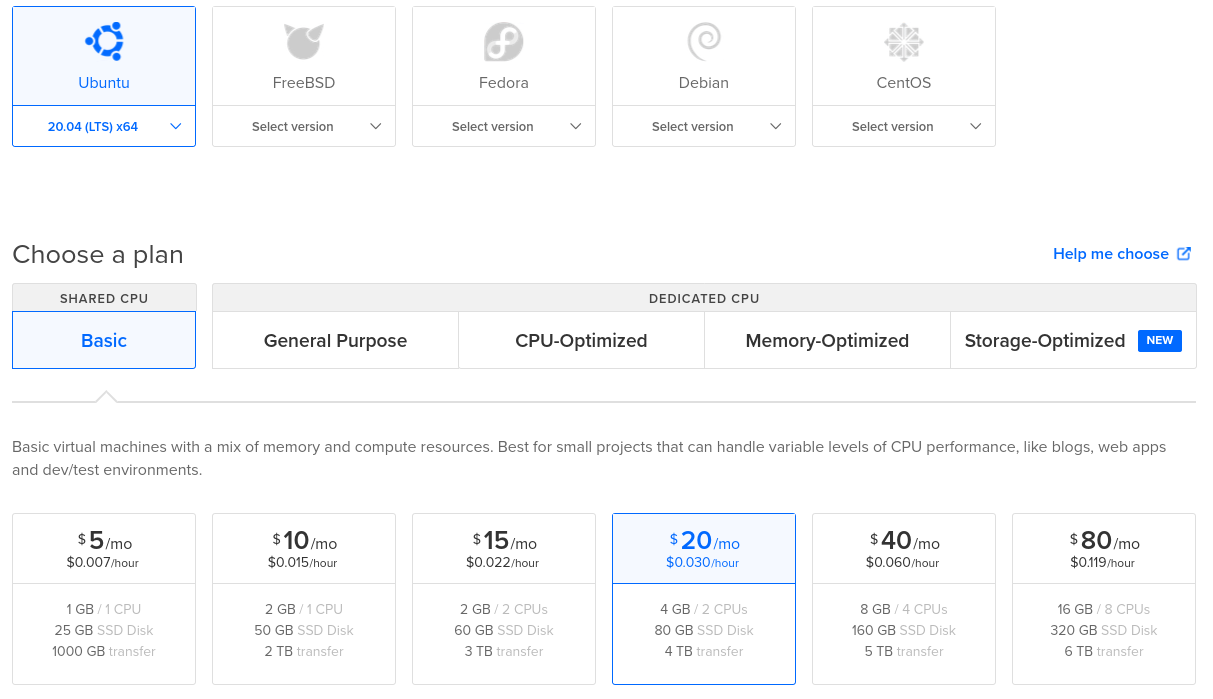 Ubuntu
FreeBSD
Fedora
Debian
CentOS
20.04 (LTS) x64
Select version
Select version
Select version
Select version
Choose a plan
Help me choose
SHARED CPU
DEDICATED CPU
Basic
General Purpose
CPU-Optimized
Memory-Optimized
Storage-Optimized NEW
Basic virtual machines with a mix of memory and compute resources. Best for small projects that can handle variable levels of CPU performance, like blogs, web apps
and dev/test environments.
$5/mo
$0.007/hour
1 GB / 1 CPU
25 GB SSD Disk
1000 GB transfer
$10/mo
$0.015/hour
2 GB / 1 CPU
50 GB SSD Disk
2 TB transfer
$15/mo
$0.022/hour
2 GB / 2 CPUs
60 GB SSD Disk
3 TB transfer
$20/mo
$0.030/hour
4 GB / 2 CPUs
80 GB SSD Disk
4 TB transfer
$40/mo
$0.060/hour
8 GB / 4 CPUs
160 GB SSD Disk
5 TB transfer
$80/mo
$0.119/hour
16 GB / 8 CPUs
320 GB SSD Disk
6 TB transfer